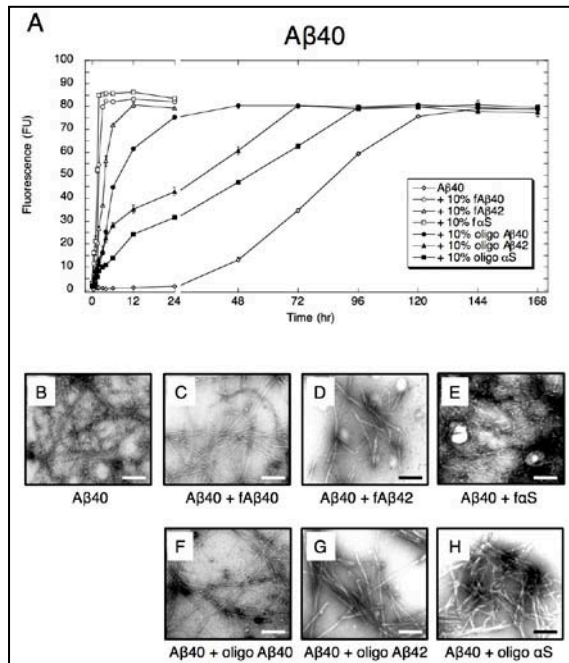 A
Aβ40
Fluorescence (FU)
100
90
80
70
60
50
40
30
20
10
0
0 6 12 24 48 72 96 120 144 168
Time (hr)
Aβ40
+ 10% fAβ40
+ 10% fAβ42
+ 10% fαS
+ 10% oligo Aβ40
+ 10% oligo Aβ42
+ 10% oligo αS
B C D E
Aβ40 Aβ40 + fAβ40 Aβ40 + fAβ42 Aβ40 + fαS
F G H
Aβ40 + oligo Aβ40 Aβ40 + oligo Aβ42 Aβ40 + oligo αS